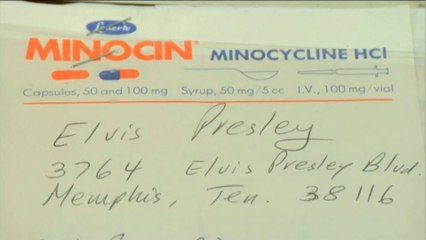 Lederle
MINOCIN® MINOCYCLINE HCl
Capsules, 50 and 100 mg Syrup, 50 mg/5 cc I.V., 100 mg/vial
Elvis Presley
3764 Elvis Presley Blvd.
Memphis, Ten. 38116